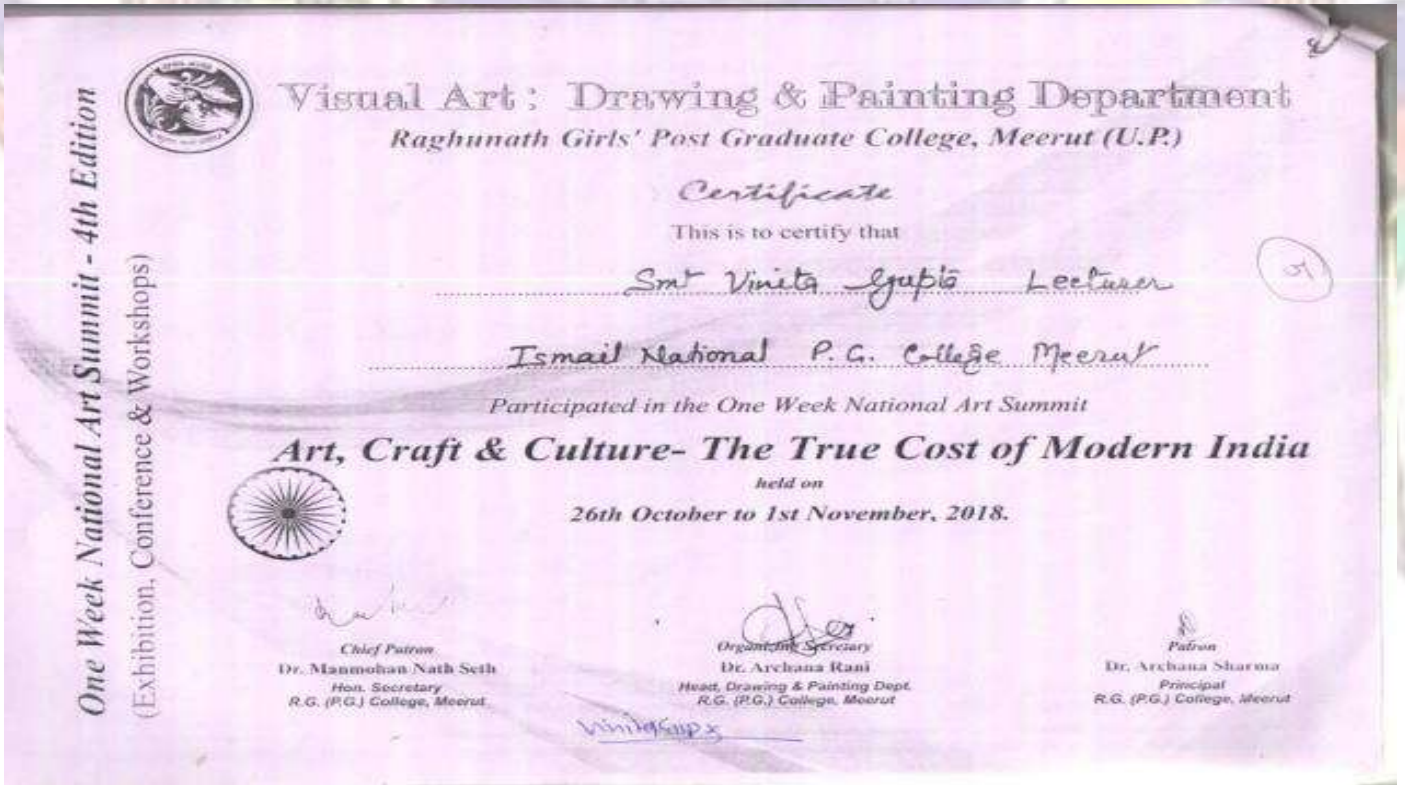 One Week National Art Summit - 4th Edition
(Exhibition, Conference & Workshops)
Visual Art : Drawing & Painting Department
Raghunath Girls' Post Graduate College, Meerut (U.P.)
Certificate
This is to certify that
Smt Vinita Gupta Lecturer
Ismail National P.G. College Meerut
Participated in the One Week National Art Summit
Art, Craft & Culture- The True Cost of Modern India
held on
26th October to 1st November, 2018.
Chief Patron
Dr. Manmohan Nath Seth
Hon. Secretary
R.G. (P.G.) College, Meerut
Organizing Secretary
Dr. Archana Rani
Head, Drawing & Painting Dept.
R.G. (P.G.) College, Meerut
Patron
Dr. Archana Sharma
Principal
R.G. (P.G.) College, Meerut